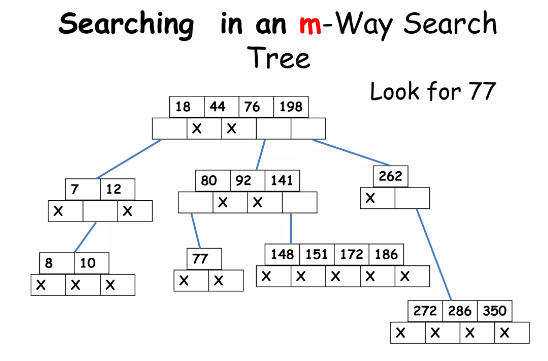 Searching in an m-Way Search
Tree
Look for 77
18 44 76 198
X X
7 12
X X
80 92 141
X X
262
X
8 10
X X X
77
X X
148 151 172 186
X X X X X
272 286 350
X X X X